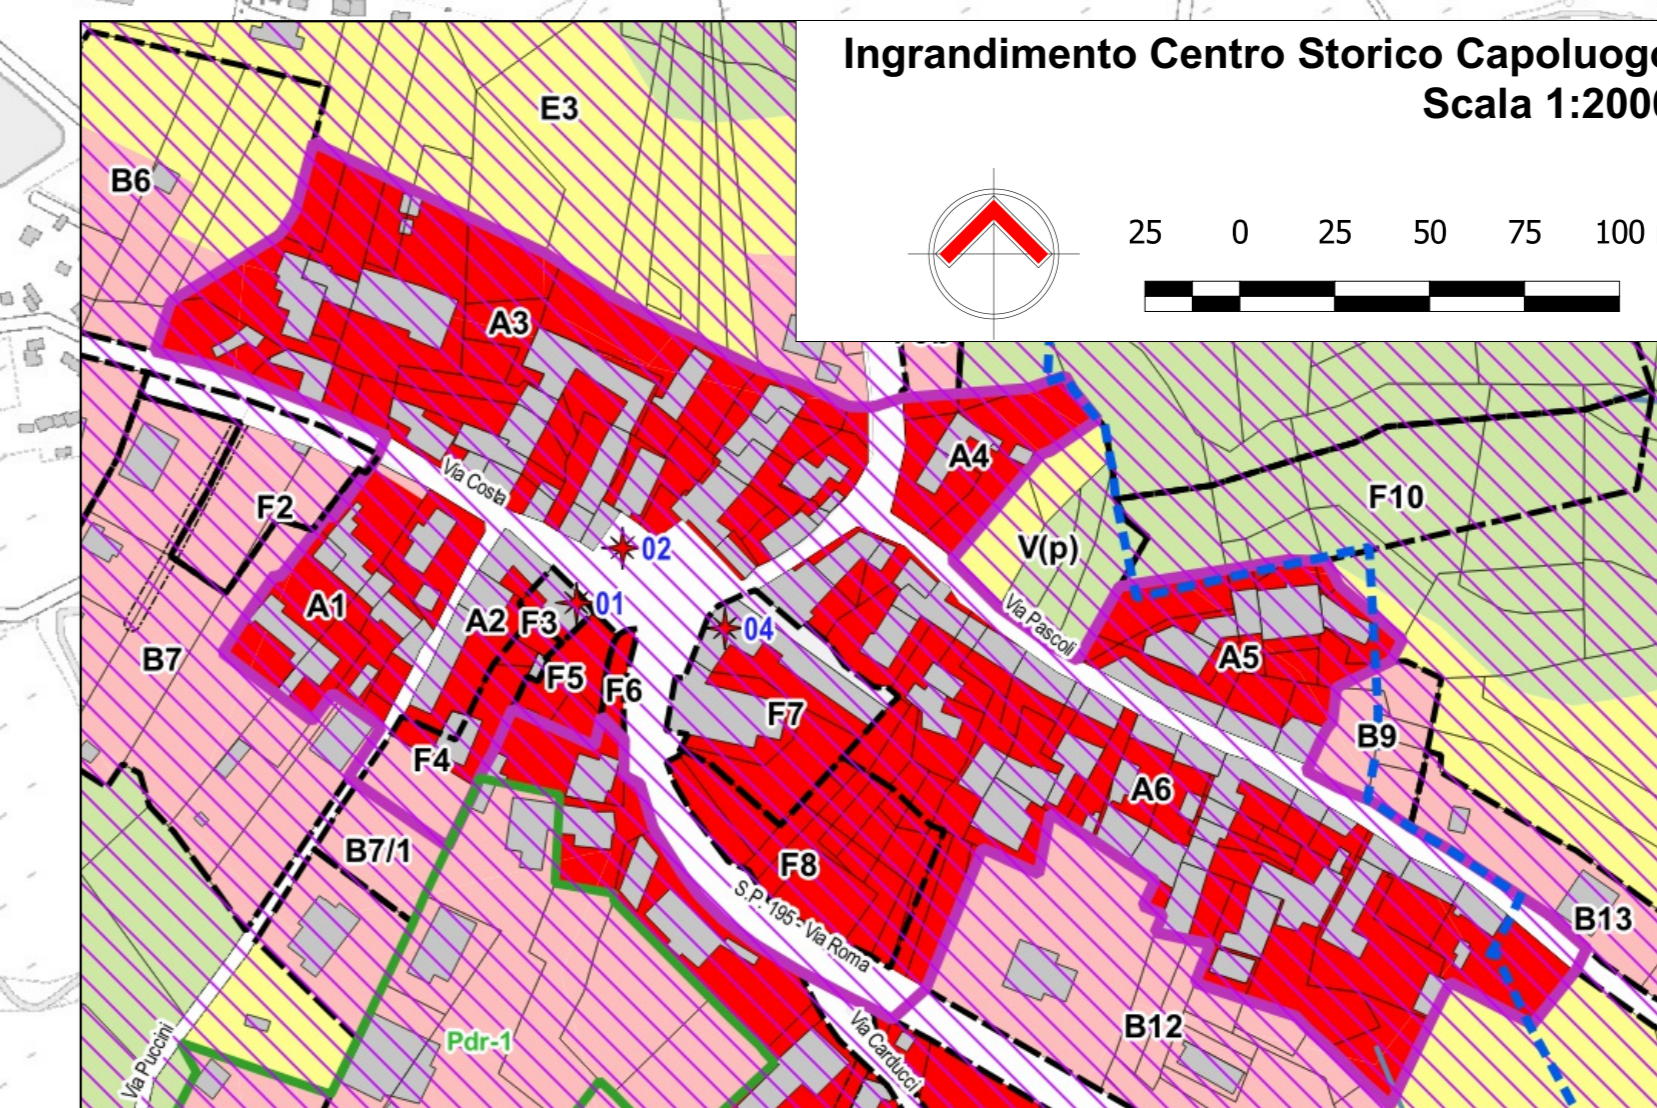 Ingrandimento Centro Storico Capoluogo
Scala 1:2000
25 0 25 50 75 100
E3
B6
A3
A4
Via Costa
F2
F10
02
V(p)
01
A1
A2
F3
04
Via Pascoli
B7
A5
F5
F6
F7
B9
F4
A6
B7/1
F8
S.P. 195 - Via Roma
B13
B12
Pdr-1
Via Carducci
Via Puccini